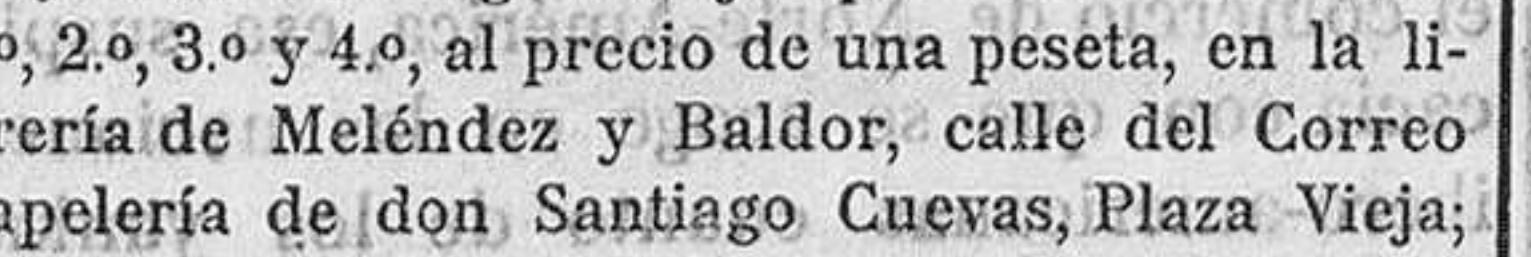 º, 2.º, 3.º y 4.º, al precio de una peseta, en la li-
rería de Meléndez y Baldor, calle del Correo
apelería de don Santiago Cuevas, Plaza Vieja;